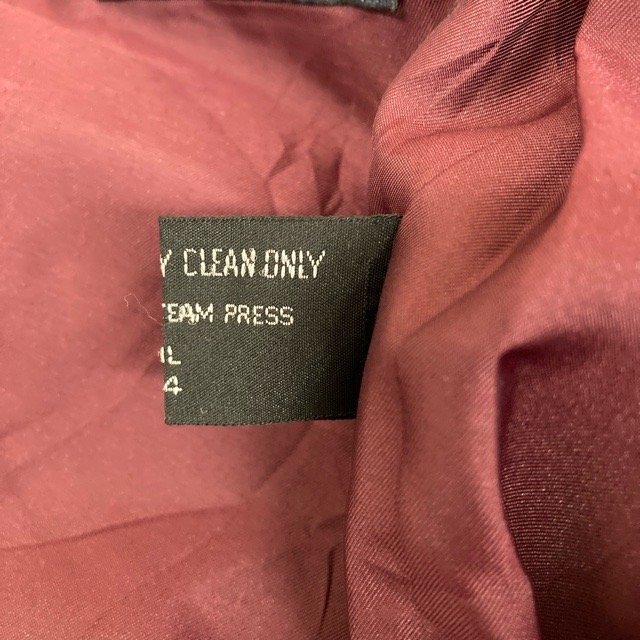 Y CLEAN ONLY
TEAM PRESS
IL
4